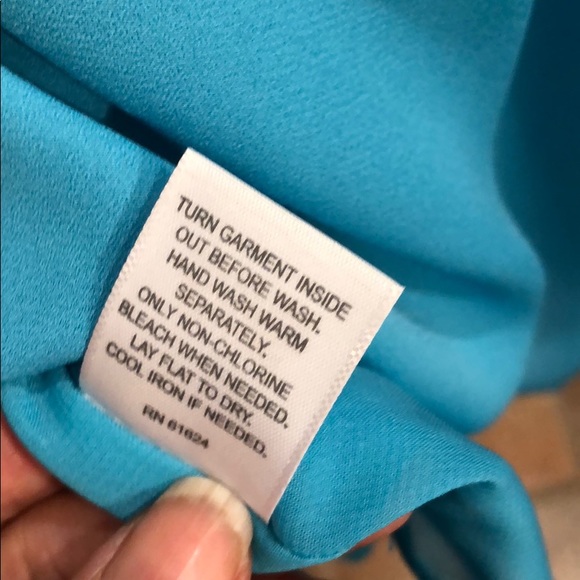 TURN GARMENT INSIDE
OUT BEFORE WASH.
HAND WASH WARM
SEPARATELY.
ONLY NON-CHLORINE
BLEACH WHEN NEEDED.
LAY FLAT TO DRY.
COOL IRON IF NEEDED.
RN 61624